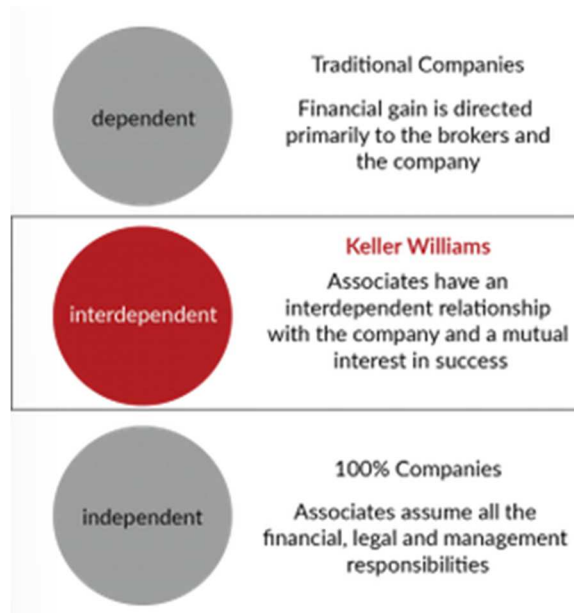 dependent
Traditional Companies
Financial gain is directed
primarily to the brokers and
the company
interdependent
Keller Williams
Associates have an
interdependent relationship
with the company and a mutual
interest in success
independent
100% Companies
Associates assume all the
financial, legal and management
responsibilities